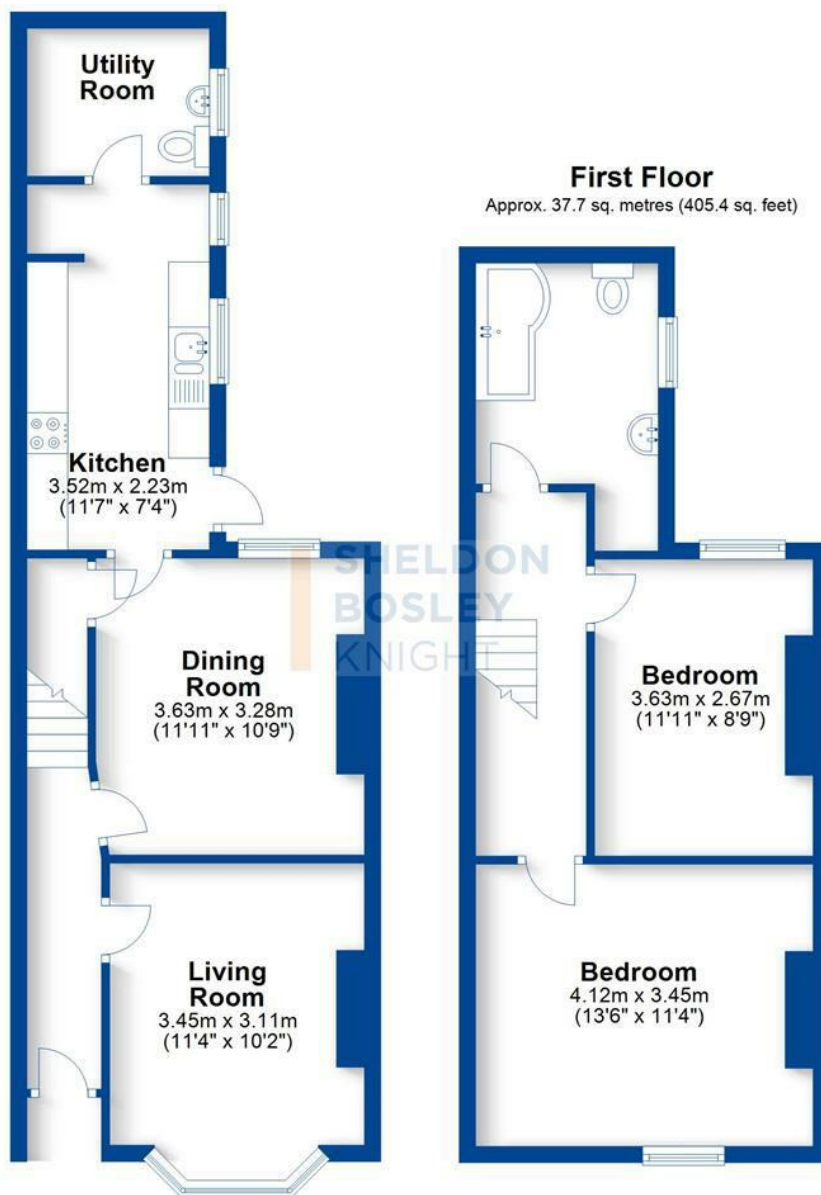 Utility
Room
Kitchen
3.52m x 2.23m
(11'7" x 7'4")
Dining
Room
3.63m x 3.28m
(11'11" x 10'9")
Living
Room
3.45m x 3.11m
(11'4" x 10'2")
First Floor
Approx. 37.7 sq. metres (405.4 sq. feet)
Bedroom
3.63m x 2.67m
(11'11" x 8'9")
Bedroom
4.12m x 3.45m
(13'6" x 11'4")
SHELDON
BOSLEY
KNIGHT